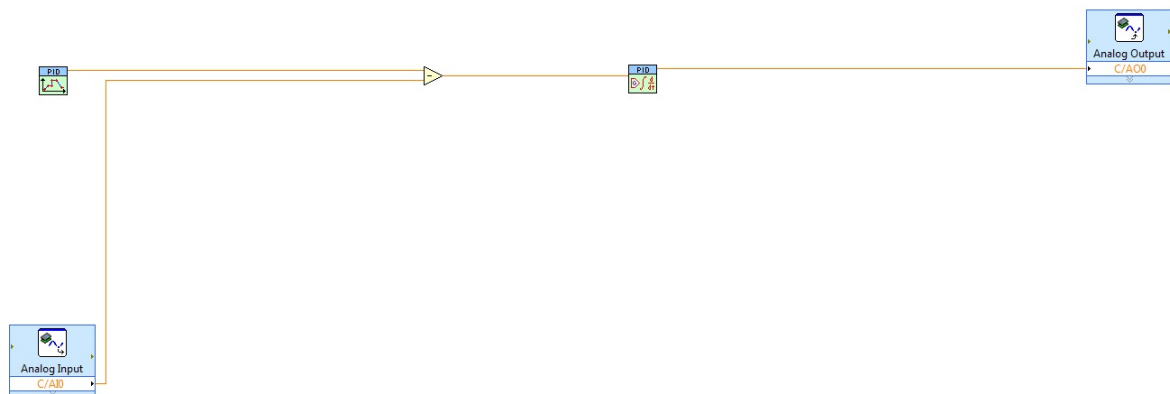 Analog Output
C/AO0
PID
PID
Analog Input
C/AI0